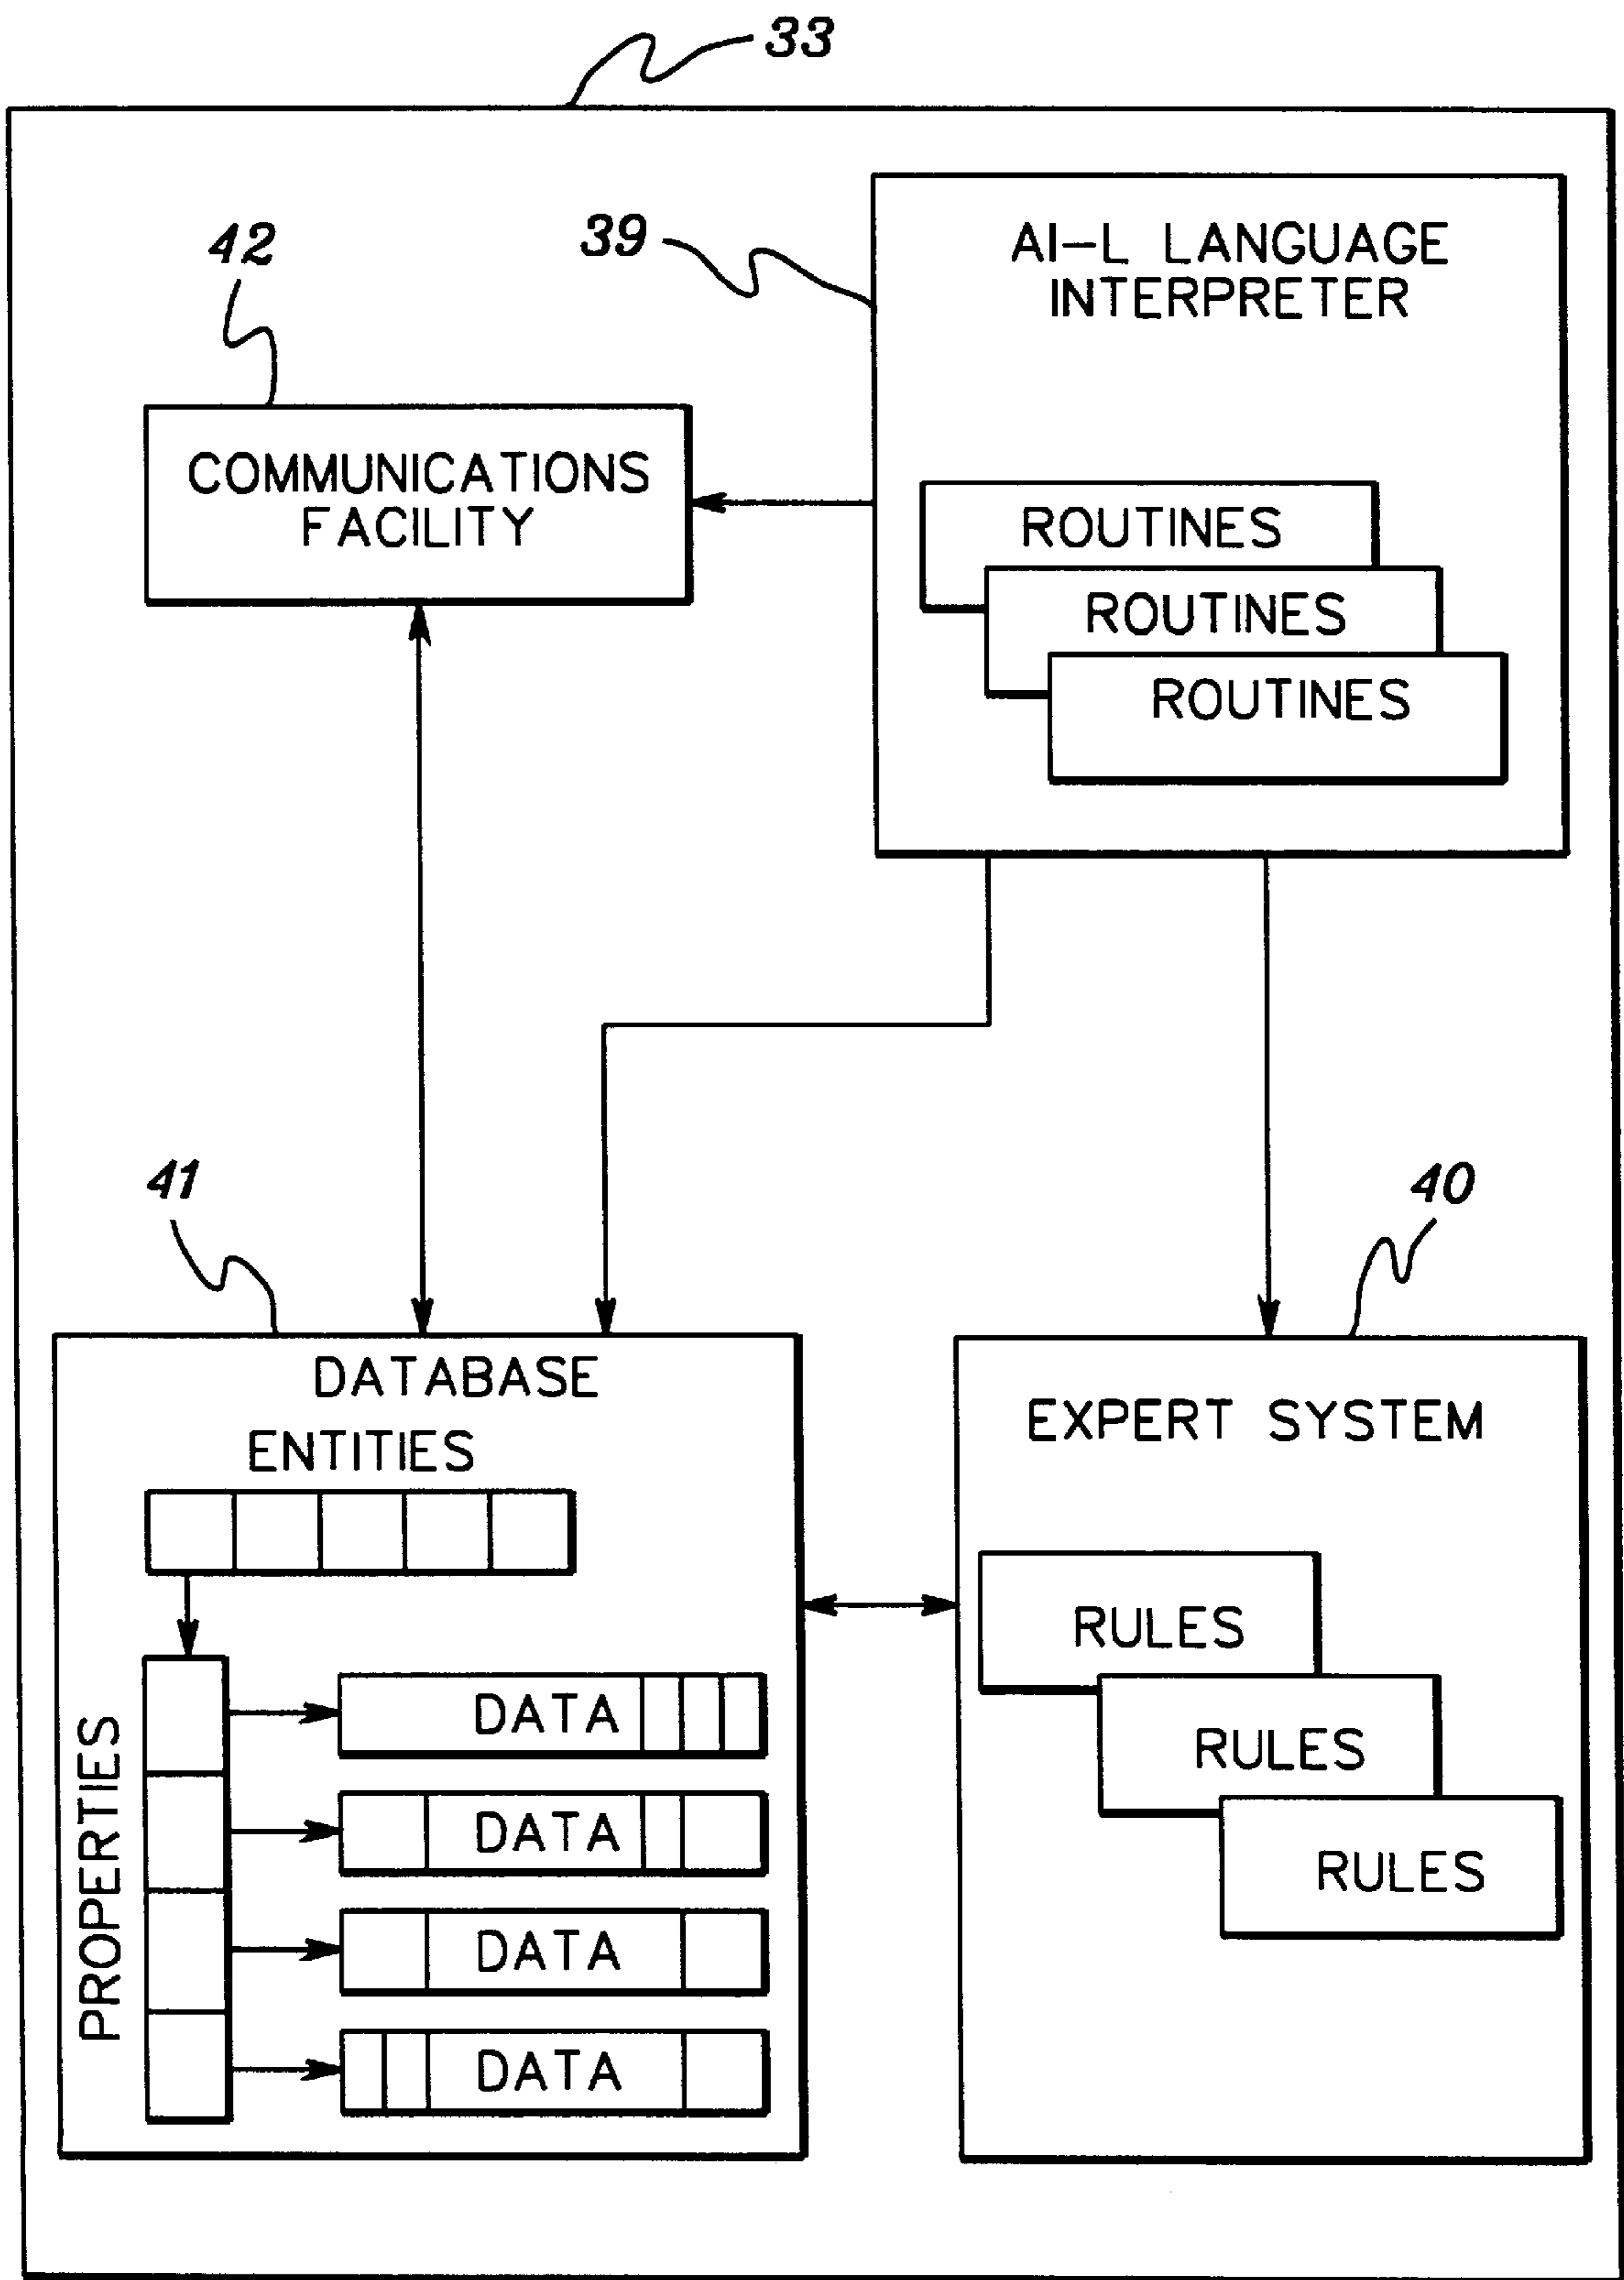 33
42
39
AI-L LANGUAGE
INTERPRETER
COMMUNICATIONS
FACILITY
ROUTINES
ROUTINES
ROUTINES
41
40
DATABASE
ENTITIES
EXPERT SYSTEM
PROPERTIES
DATA
DATA
DATA
DATA
RULES
RULES
RULES